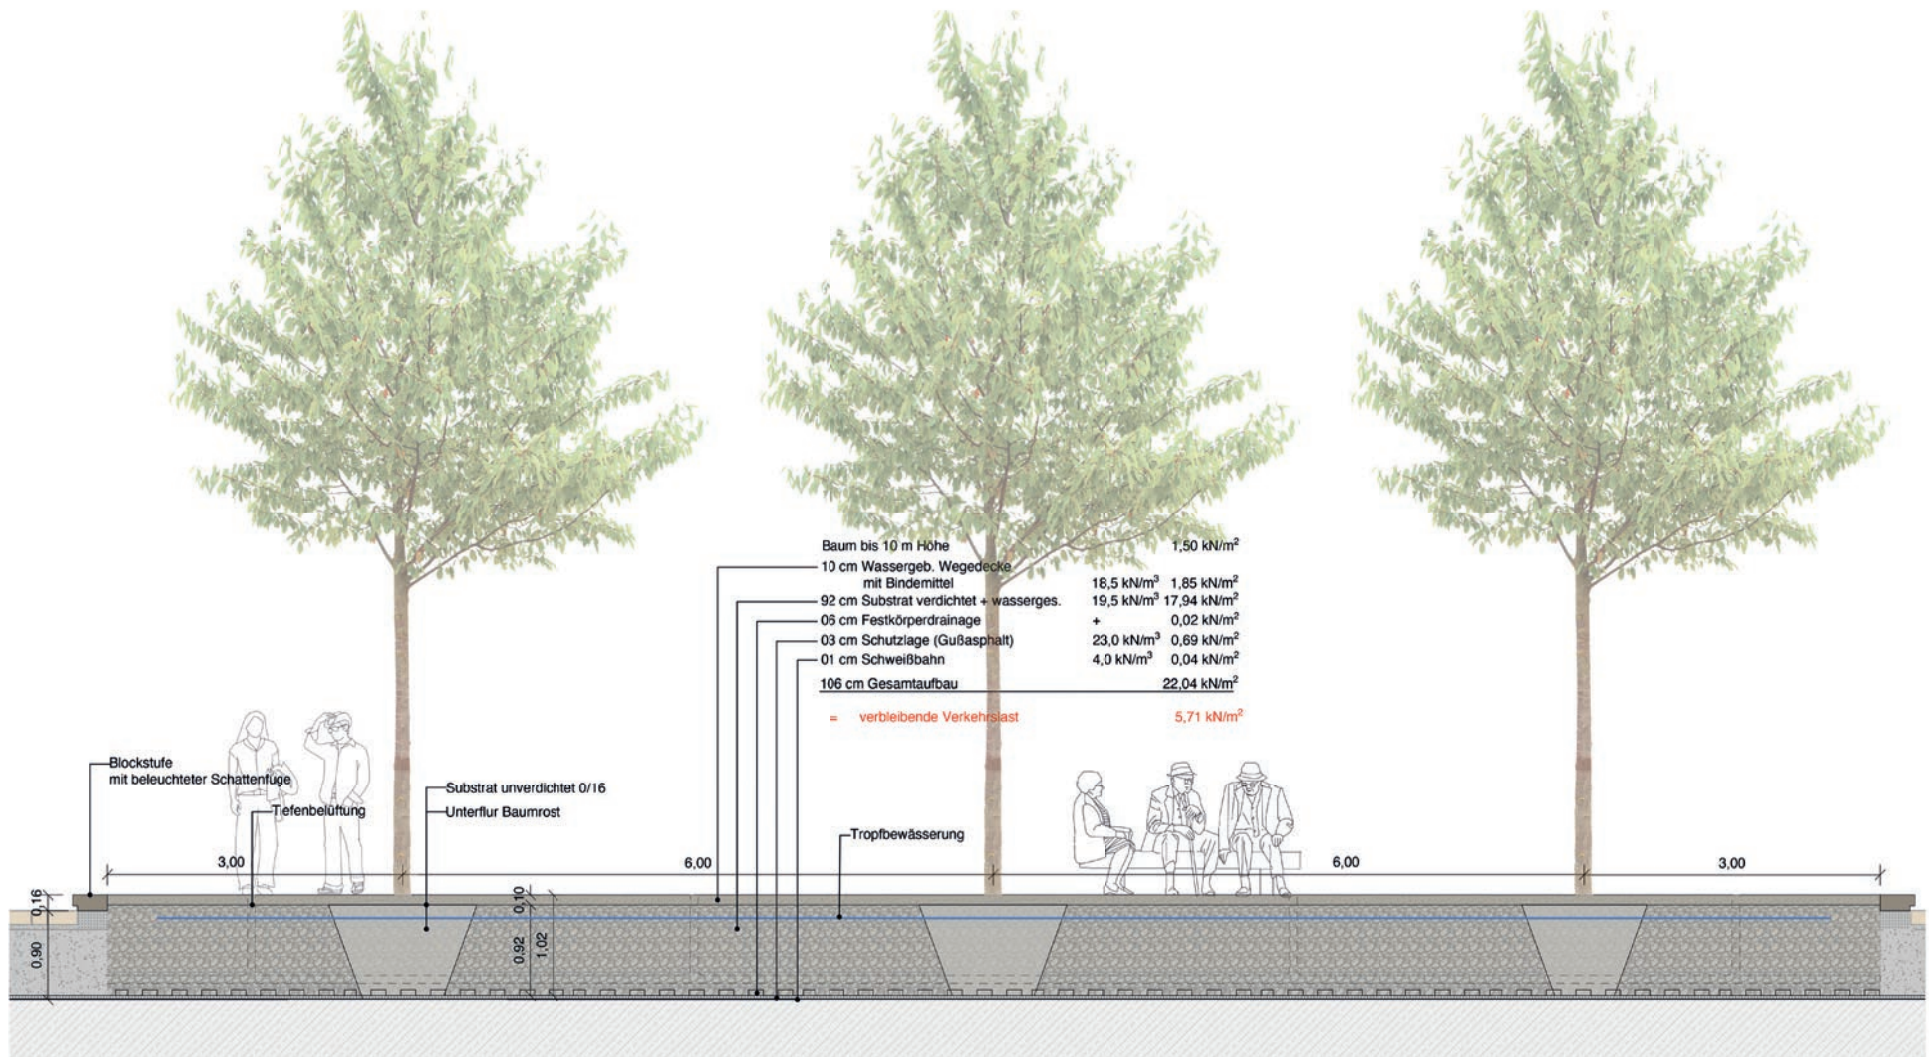 Baum bis 10 m Höhe 1,50 kN/m²
10 cm Wassergeb. Wegedecke
mit Bindemittel 18,5 kN/m³ 1,85 kN/m²
92 cm Substrat verdichtet + wasserges. 19,5 kN/m³ 17,94 kN/m²
06 cm Festkörperdrainage + 0,02 kN/m²
03 cm Schutzlage (Gußasphalt) 23,0 kN/m³ 0,69 kN/m²
01 cm Schweißbahn 4,0 kN/m³ 0,04 kN/m²
106 cm Gesamtaufbau 22,04 kN/m²
= verbleibende Verkehrslast 5,71 kN/m²
Blockstufe
mit beleuchteter Schattenfuge
Tiefenbelüftung
Substrat unverdichtet 0/16
Unterflur Baumrost
Tropfbewässerung
3,00 6,00 6,00 3,00
0,16
0,90
0,10
0,92
1,02